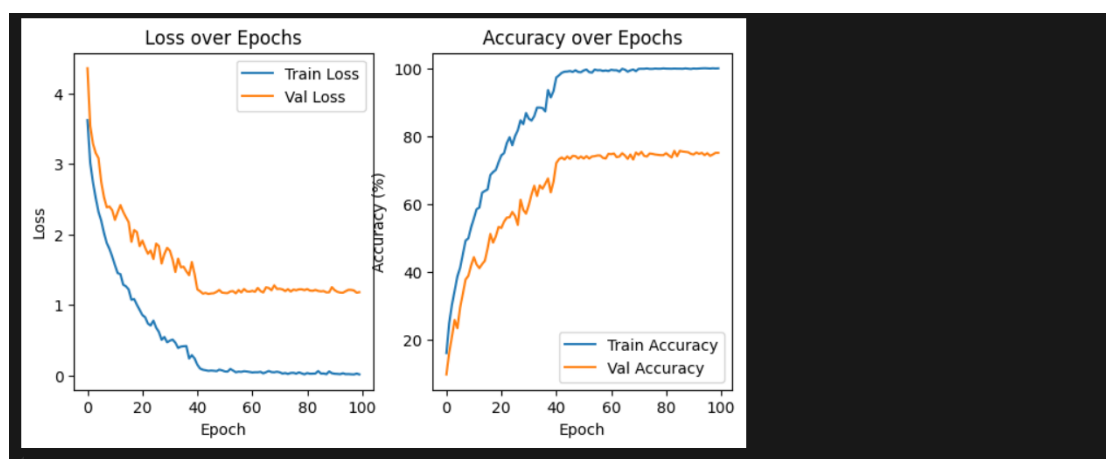 Loss over Epochs
Train Loss
Val Loss
4
3
2
1
0
Loss
0 20 40 60 80 100
Epoch
Accuracy over Epochs
100
80
60
40
20
Accuracy (%)
Train Accuracy
Val Accuracy
0 20 40 60 80 100
Epoch